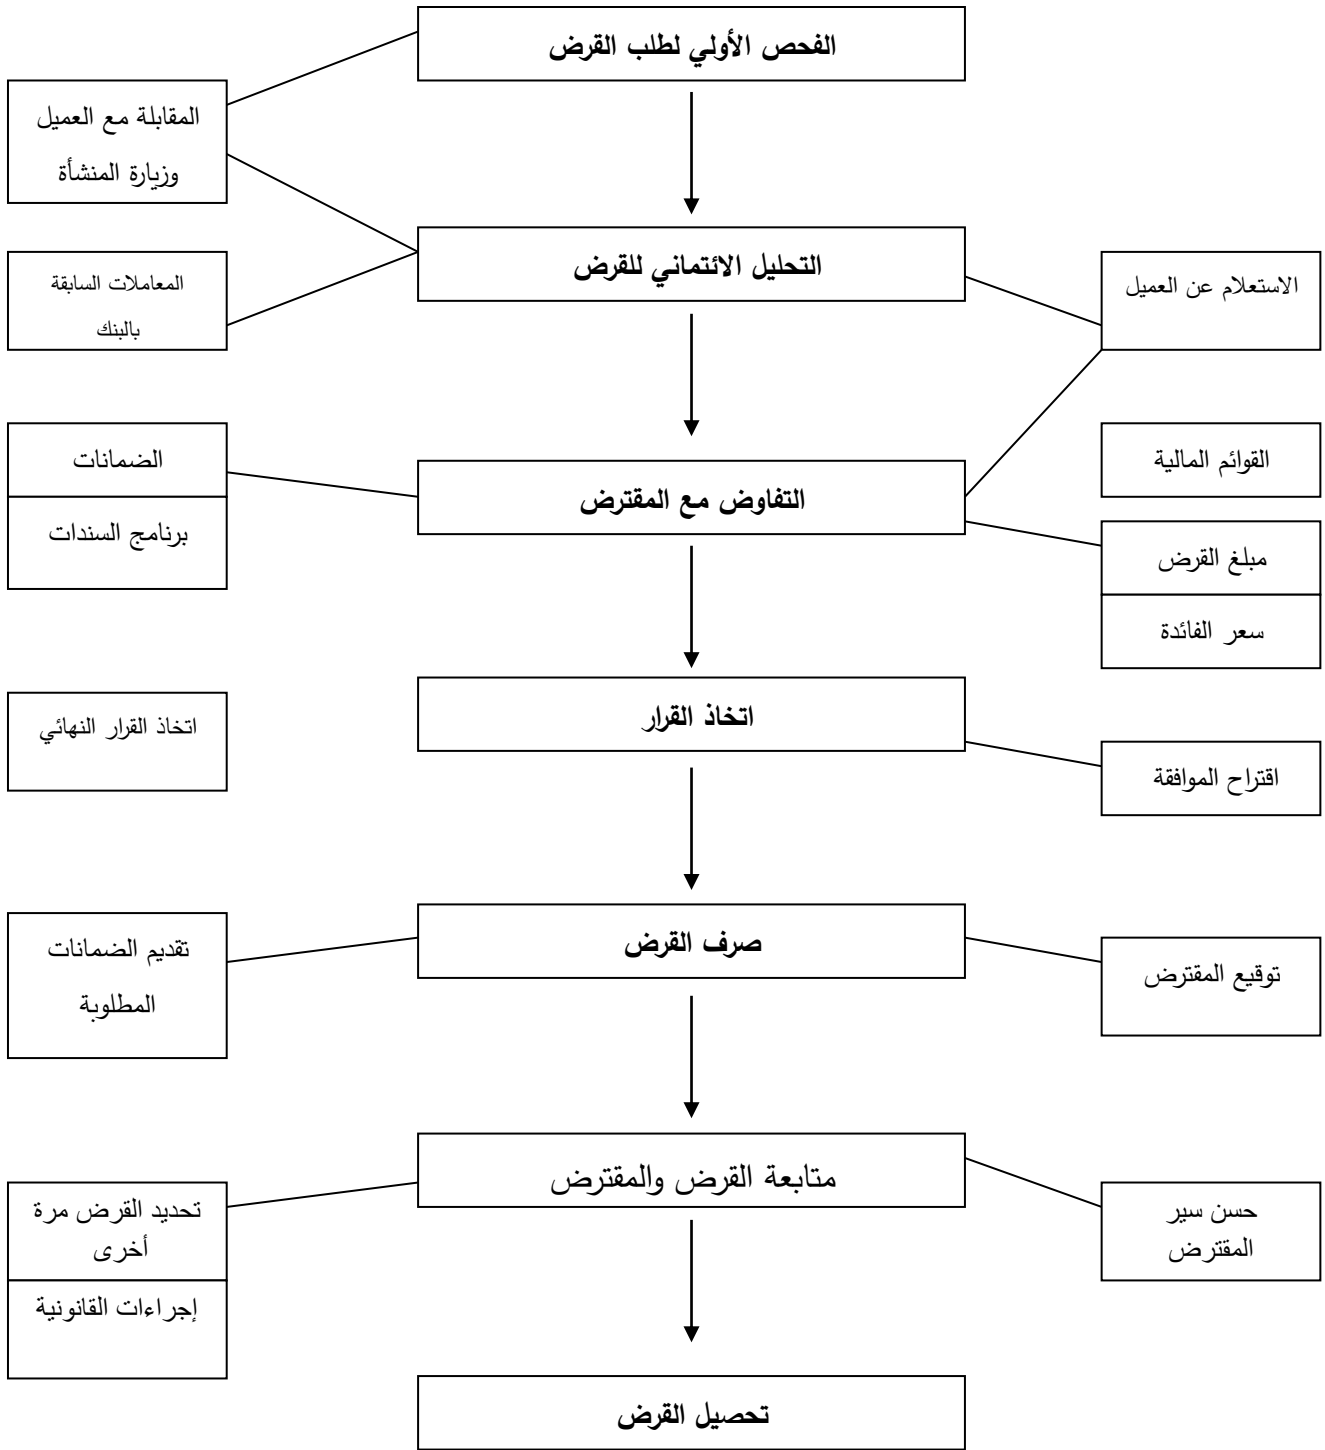 الفحص الأولي لطلب القرض
المقابلة مع العميل
وزيارة المنشأة
التحليل الائتماني للقرض
الاستعلام عن العميل
المعاملات السابقة
بالبنك
القوائم المالية
التفاوض مع المقترض
الضمانات
برنامج السندات
مبلغ القرض
سعر الفائدة
اتخاذ القرار
اتخاذ القرار النهائي
اقتراح الموافقة
صرف القرض
توقيع المقترض
تقديم الضمانات
المطلوبة
متابعة القرض والمقترض
حسن سير
المقترض
تحديد القرض مرة
أخرى
إجراءات القانونية
تحصيل القرض